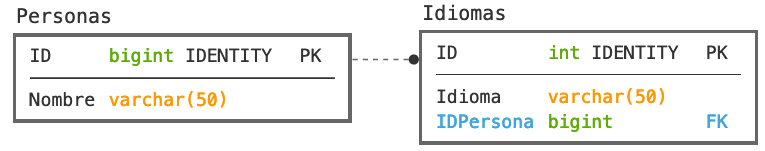 Personas
ID bigint IDENTITY PK
Nombre varchar(50)
Idiomas
ID int IDENTITY PK
Idioma varchar(50)
IDPersona bigint FK